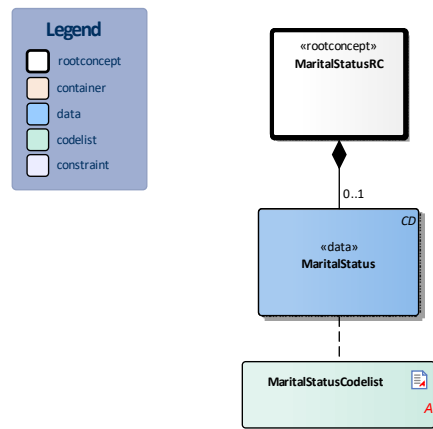 Legend
rootconcept
container
data
codelist
constraint
«rootconcept»
MaritalStatusRC
0..1
CD
«data»
MaritalStatus
MaritalStatusCodelist
A